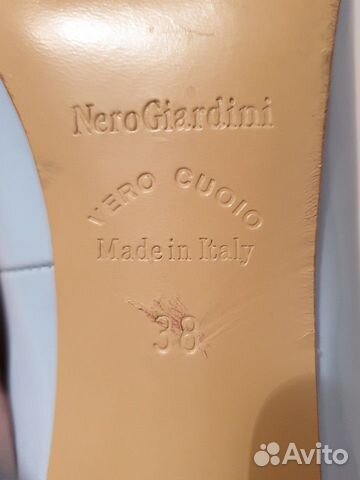 NeroGiardini
VERO CUOIO
Made in Italy
38
Avito